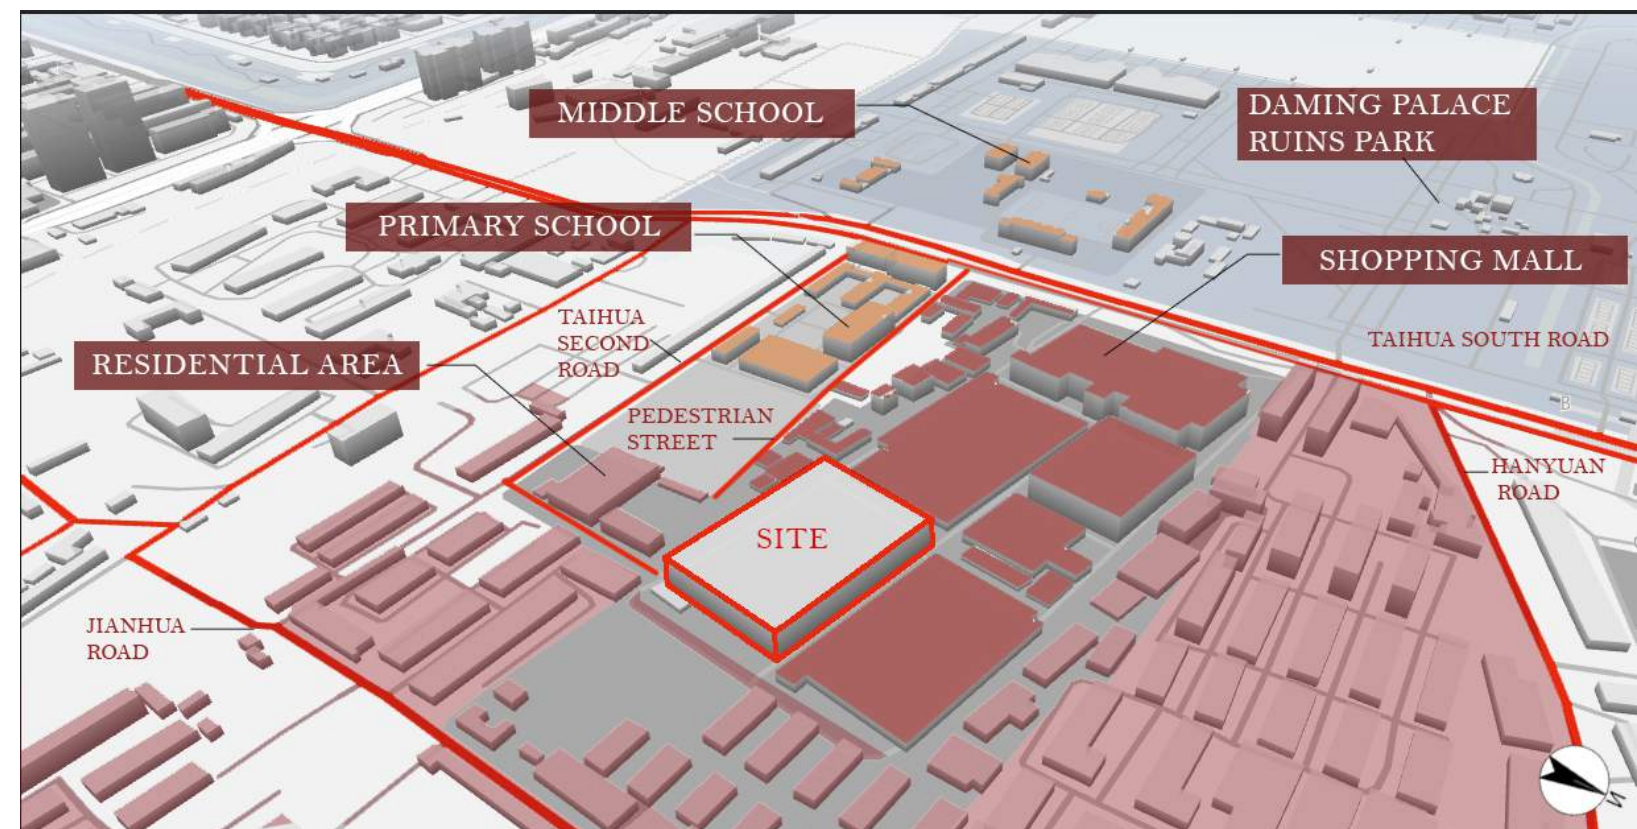 MIDDLE SCHOOL
DAMING PALACE
RUINS PARK
PRIMARY SCHOOL
SHOPPING MALL
TAIHUA
SECOND
ROAD
TAIHUA SOUTH ROAD
RESIDENTIAL AREA
PEDESTRIAN
STREET
HANYUAN
ROAD
SITE
JIANHUA
ROAD
B
N